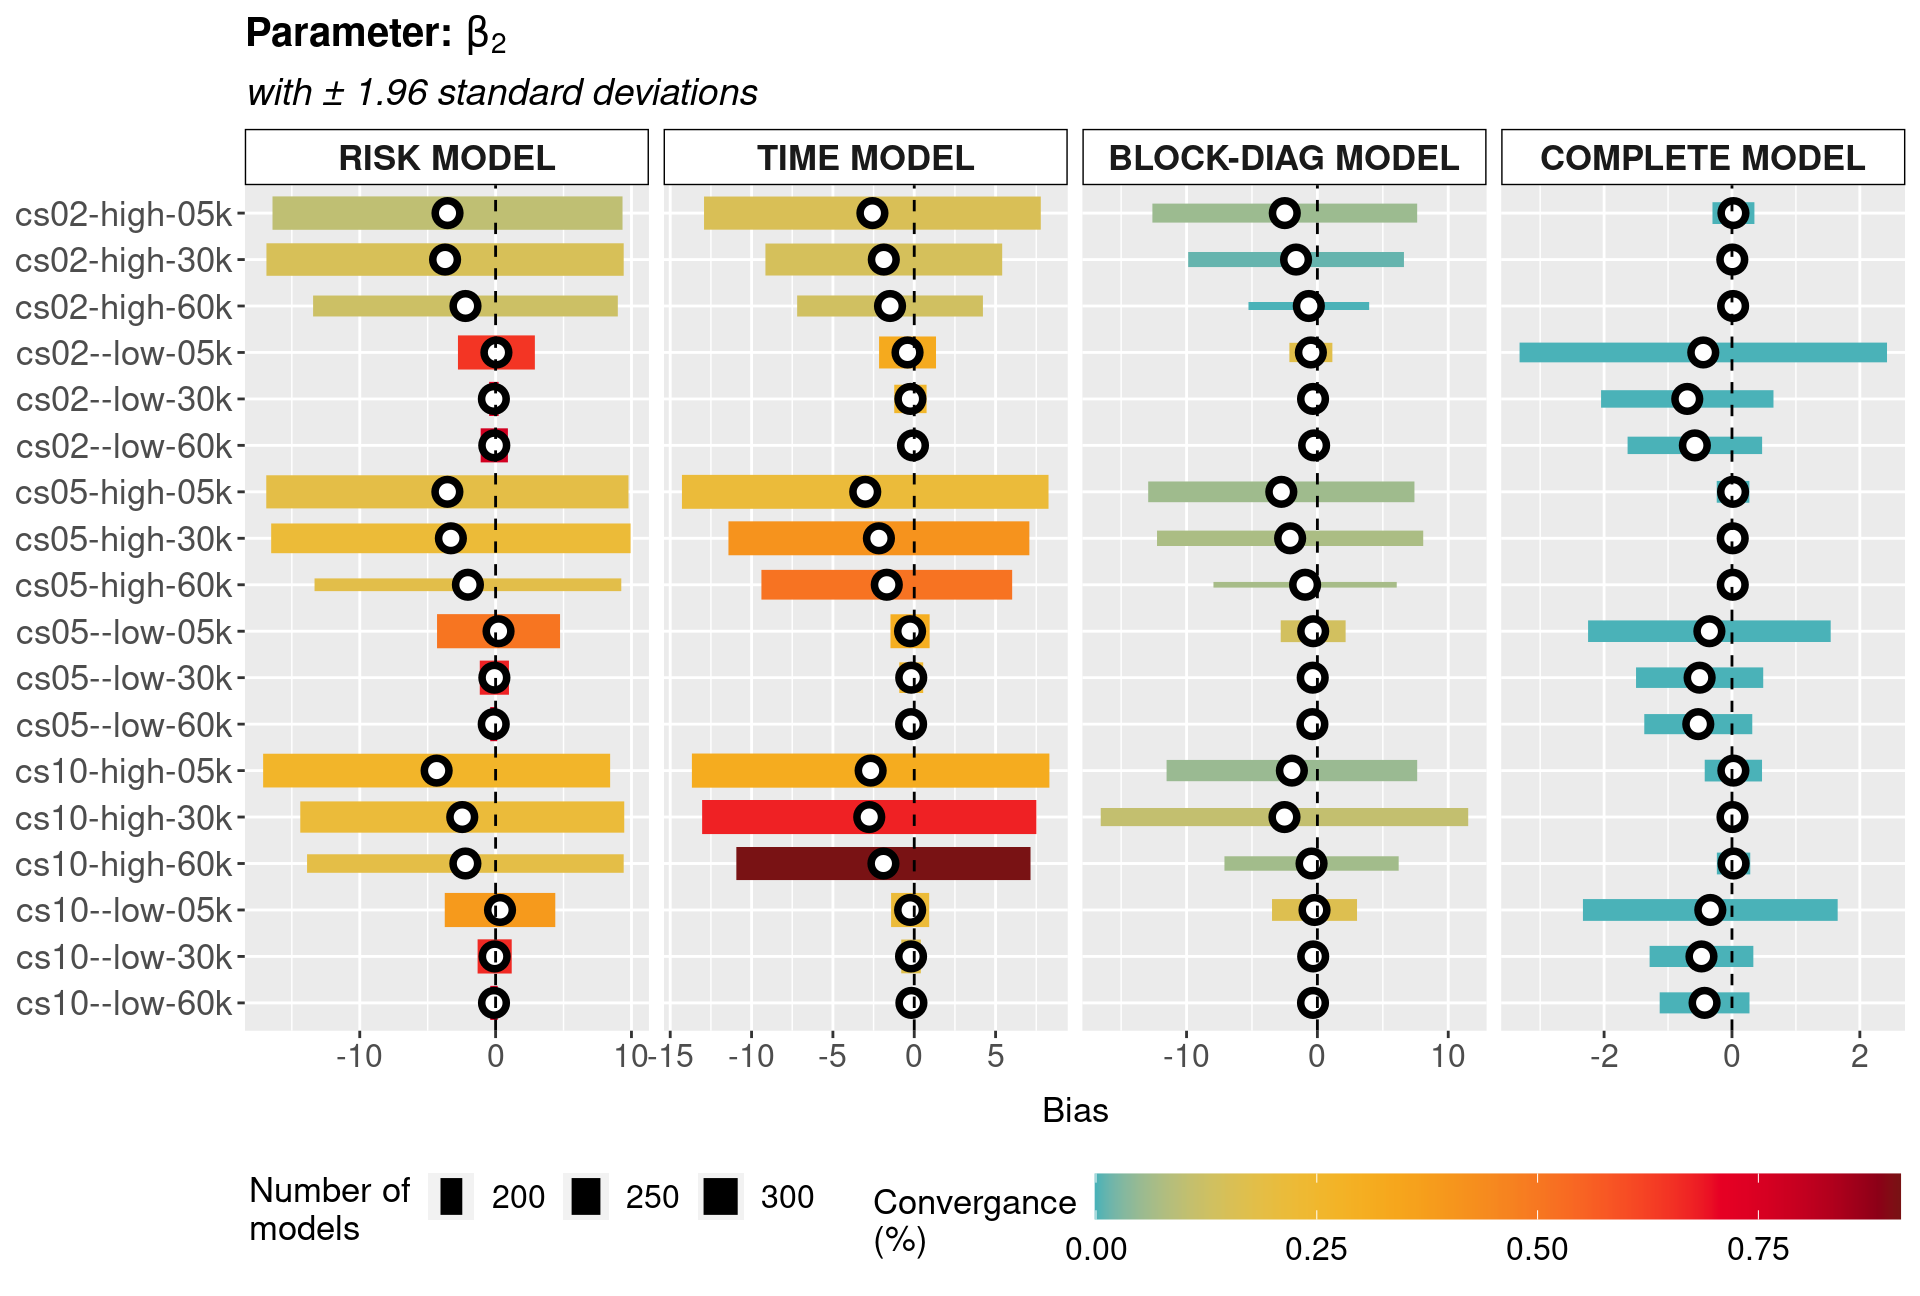 Parameter: β₂
with ± 1.96 standard deviations
RISK MODEL TIME MODEL BLOCK-DIAG MODEL COMPLETE MODEL
cs02-high-05k
cs02-high-30k
cs02-high-60k
cs02--low-05k
cs02--low-30k
cs02--low-60k
cs05-high-05k
cs05-high-30k
cs05-high-60k
cs05--low-05k
cs05--low-30k
cs05--low-60k
cs10-high-05k
cs10-high-30k
cs10-high-60k
cs10--low-05k
cs10--low-30k
cs10--low-60k
-10 0 10 -15 -10 -5 0 5 -10 0 10 -2 0 2
Bias
Number of
models
200 250 300
Convergance
(%)
0.00 0.25 0.50 0.75